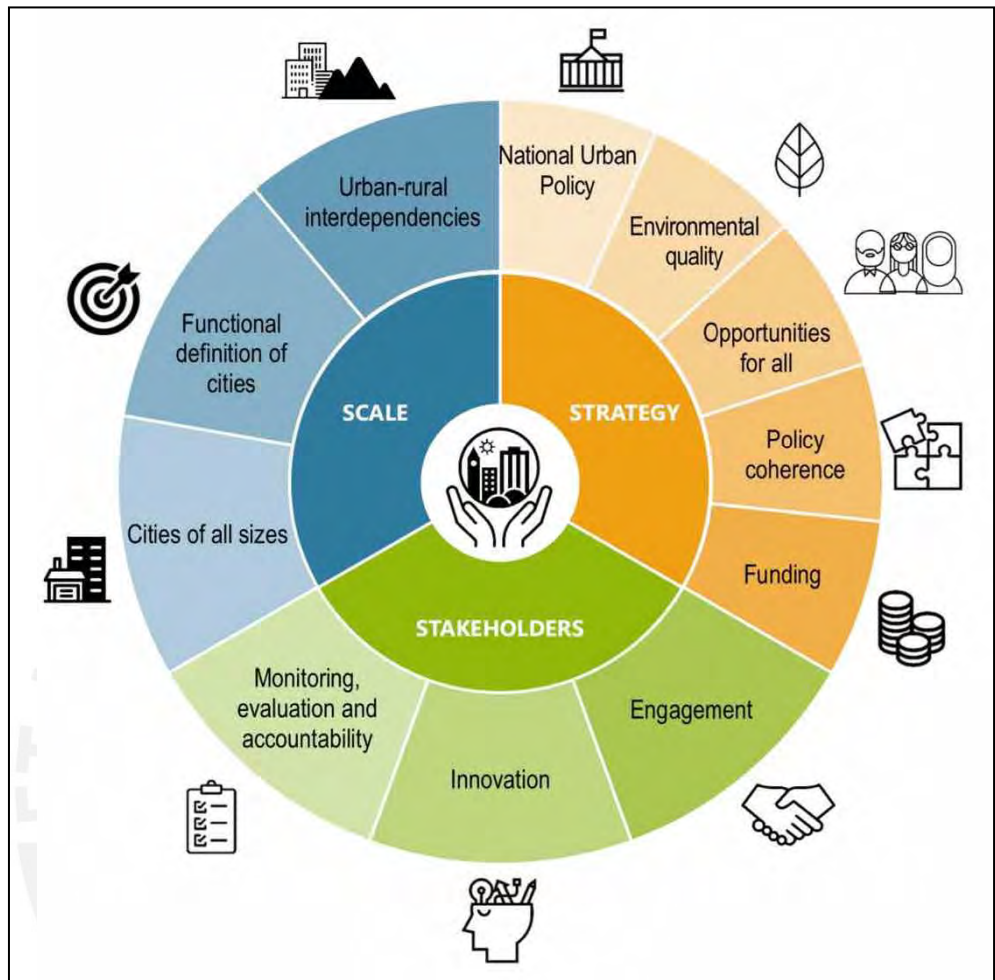 National Urban
Policy
Environmental
quality
Opportunities
for all
Policy
coherence
Funding
Engagement
Innovation
Monitoring,
evaluation and
accountability
Cities of all sizes
Functional
definition of
cities
Urban-rural
interdependencies
SCALE
STRATEGY
STAKEHOLDERS